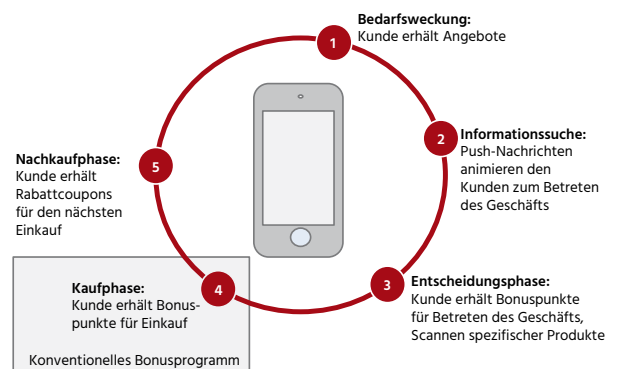 1
Bedarfsweckung:
Kunde erhält Angebote
2
Informationssuche:
Push-Nachrichten
animieren den
Kunden zum Betreten
des Geschäfts
3
Entscheidungsphase:
Kunde erhält Bonuspunkte
für Betreten des Geschäfts,
Scannen spezifischer Produkte
4
Kaufphase:
Kunde erhält Bonus-
punkte für Einkauf
Konventionelles Bonusprogramm
5
Nachkaufphase:
Kunde erhält
Rabattcoupons
für den nächsten
Einkauf